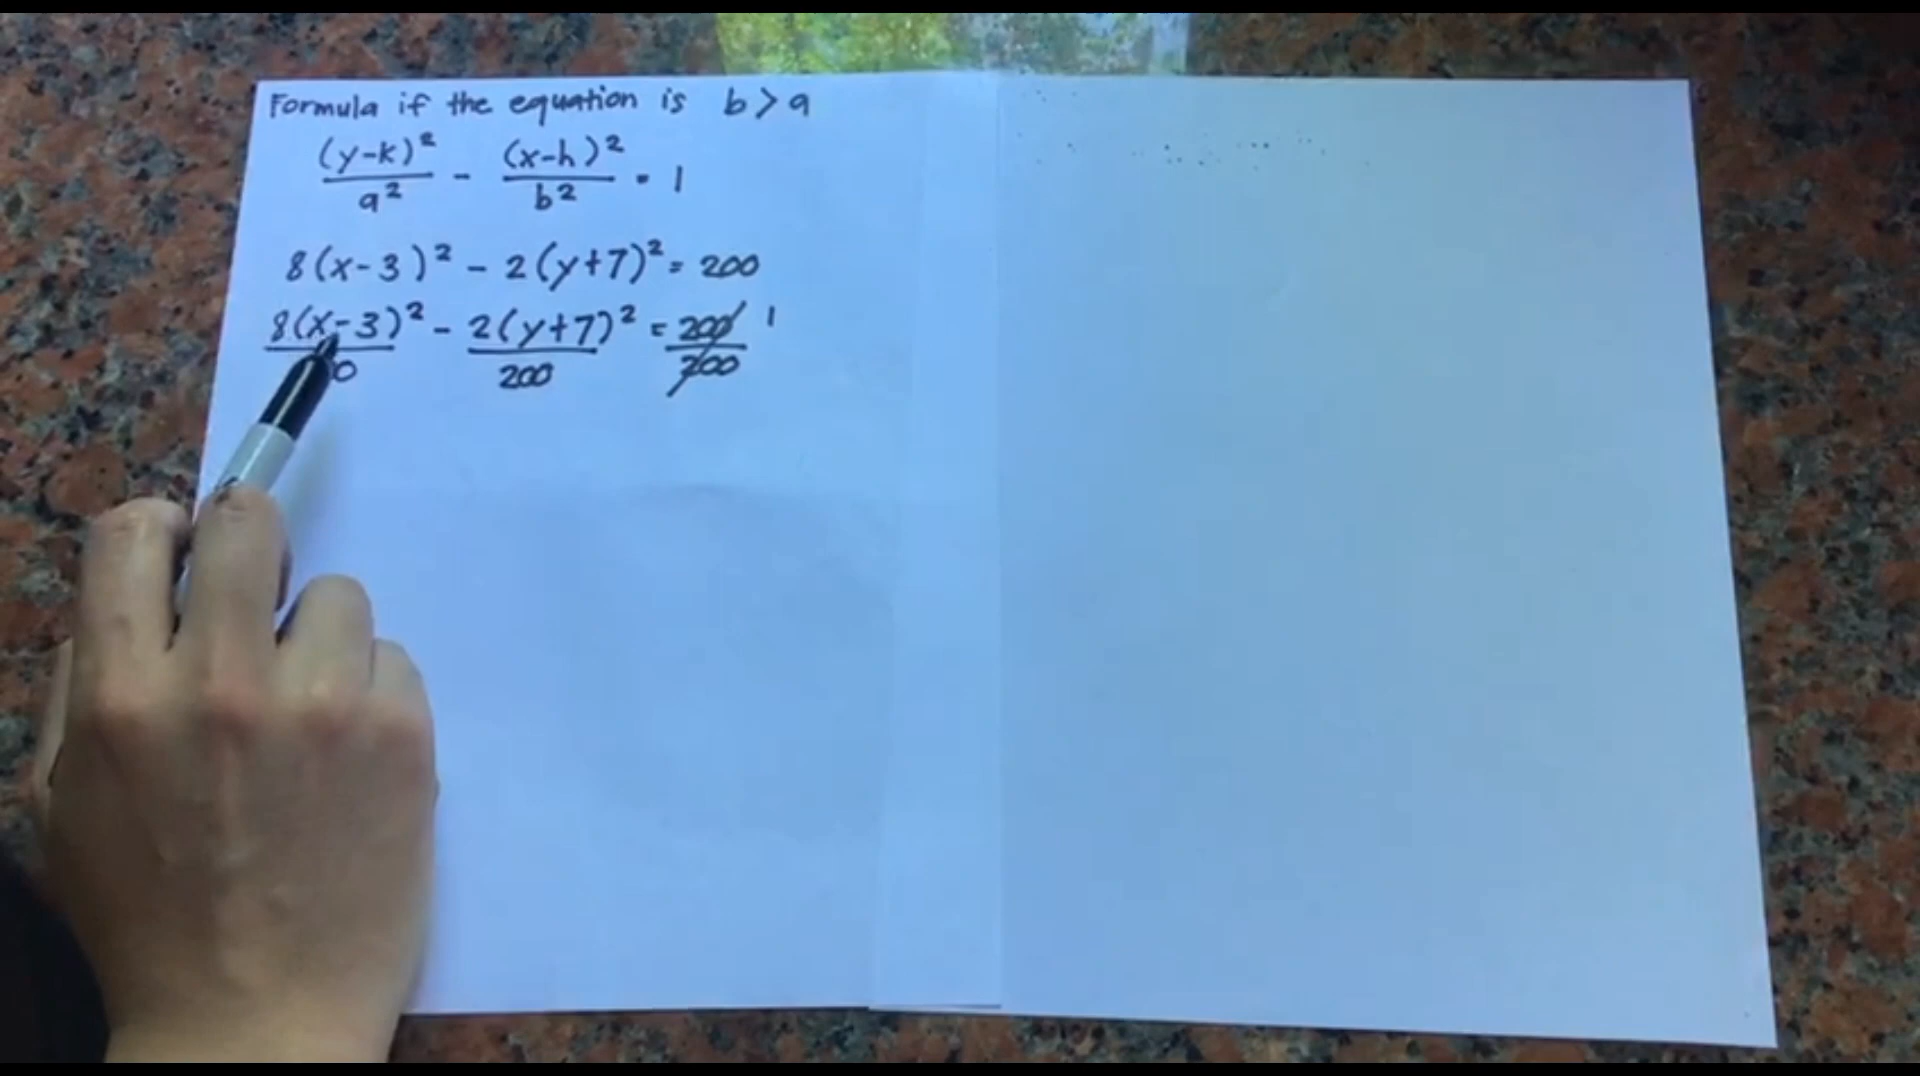 Formula if the equation is b > a
(y-k)² / a² - (x-h)² / b² = 1
8(x-3)² - 2(y+7)² = 200
8(x-3)² / 0 - 2(y+7)² / 200 = 200 / 200 1